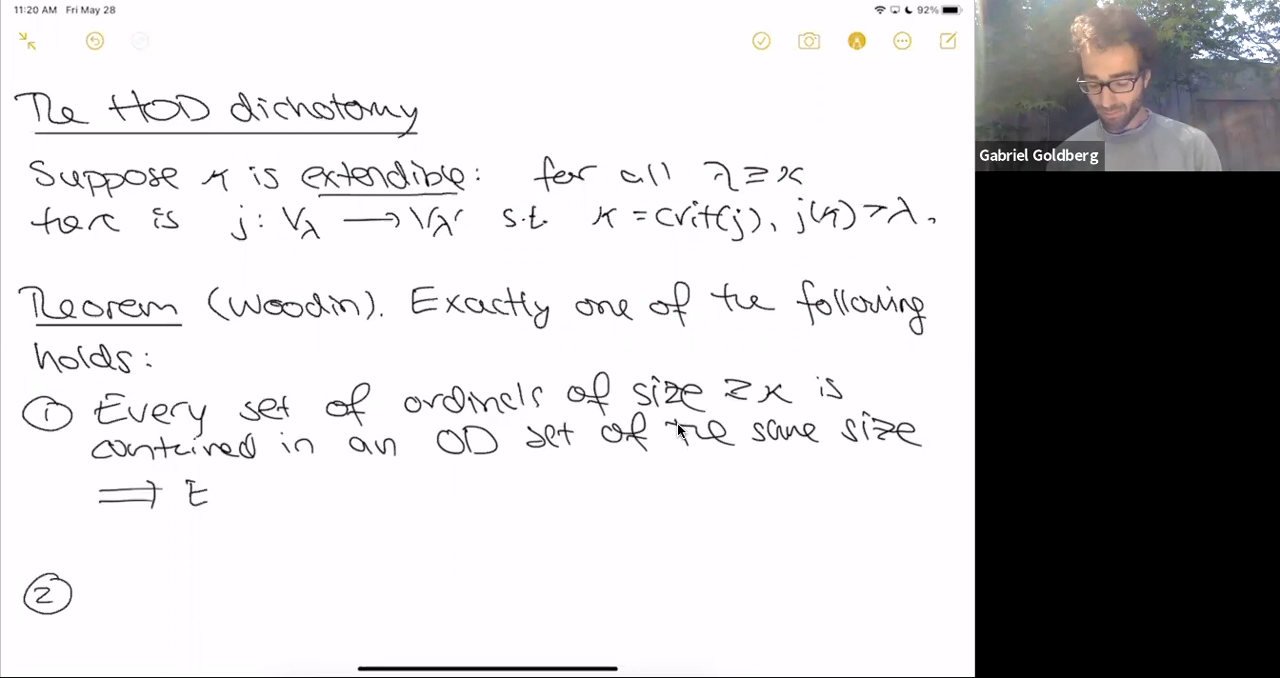 11:20 AM Fri May 28
92%
The HOD dichotomy
Suppose κ is extendible: for all λ ≥ κ
there is j: V_λ → V_λ' s.t. κ = crit(j), j(κ) > λ.
Theorem (Woodin). Exactly one of the following
holds:
① Every set of ordinals of size ≥ κ is
contained in an OD set of the same size
⟹ E
②
Gabriel Goldberg